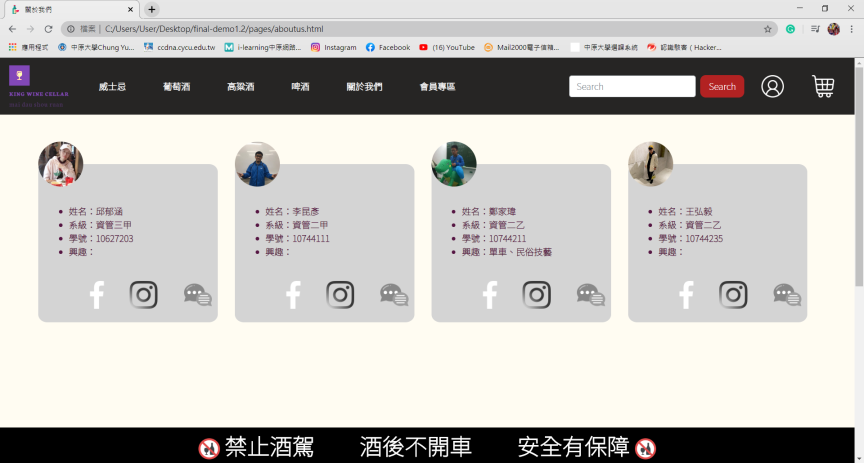 關於我們
檔案 | C:/Users/User/Desktop/final-demo1.2/pages/aboutus.html
應用程式 中原大學Chung Yu... ccdna.cycu.edu.tw i-learning中原網路... Instagram Facebook (16) YouTube Mail2000電子信箱... 中原大學選課系統 認識駭客 ( Hacker...
KING WINE CELLAR
威士忌 葡萄酒 高粱酒 啤酒 關於我們 會員專區 Search Search
姓名：邱郁涵
系級：資管三甲
學號：10627203
興趣：
姓名：李昆彥
系級：資管二甲
學號：10744111
興趣：
姓名：鄭家瑋
系級：資管二乙
學號：10744211
興趣：單車、民俗技藝
姓名：王弘毅
系級：資管二乙
學號：10744235
興趣：
禁止酒駕 酒後不開車 安全有保障